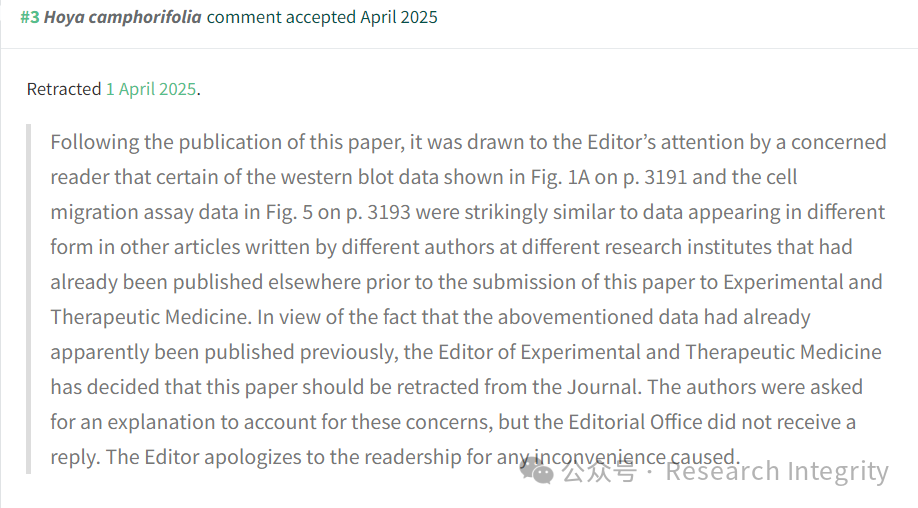 #3 Hoya camphorifolia comment accepted April 2025
Retracted 1 April 2025.
Following the publication of this paper, it was drawn to the Editor's attention by a concerned
reader that certain of the western blot data shown in Fig. 1A on p. 3191 and the cell
migration assay data in Fig. 5 on p. 3193 were strikingly similar to data appearing in different
form in other articles written by different authors at different research institutes that had
already been published elsewhere prior to the submission of this paper to Experimental and
Therapeutic Medicine. In view of the fact that the abovementioned data had already
apparently been published previously, the Editor of Experimental and Therapeutic Medicine
has decided that this paper should be retracted from the Journal. The authors were asked
for an explanation to account for these concerns, but the Editorial Office did not receive a
reply. The Editor apologizes to the readership for any inconvenience caused.
公众号 · Research Integrity